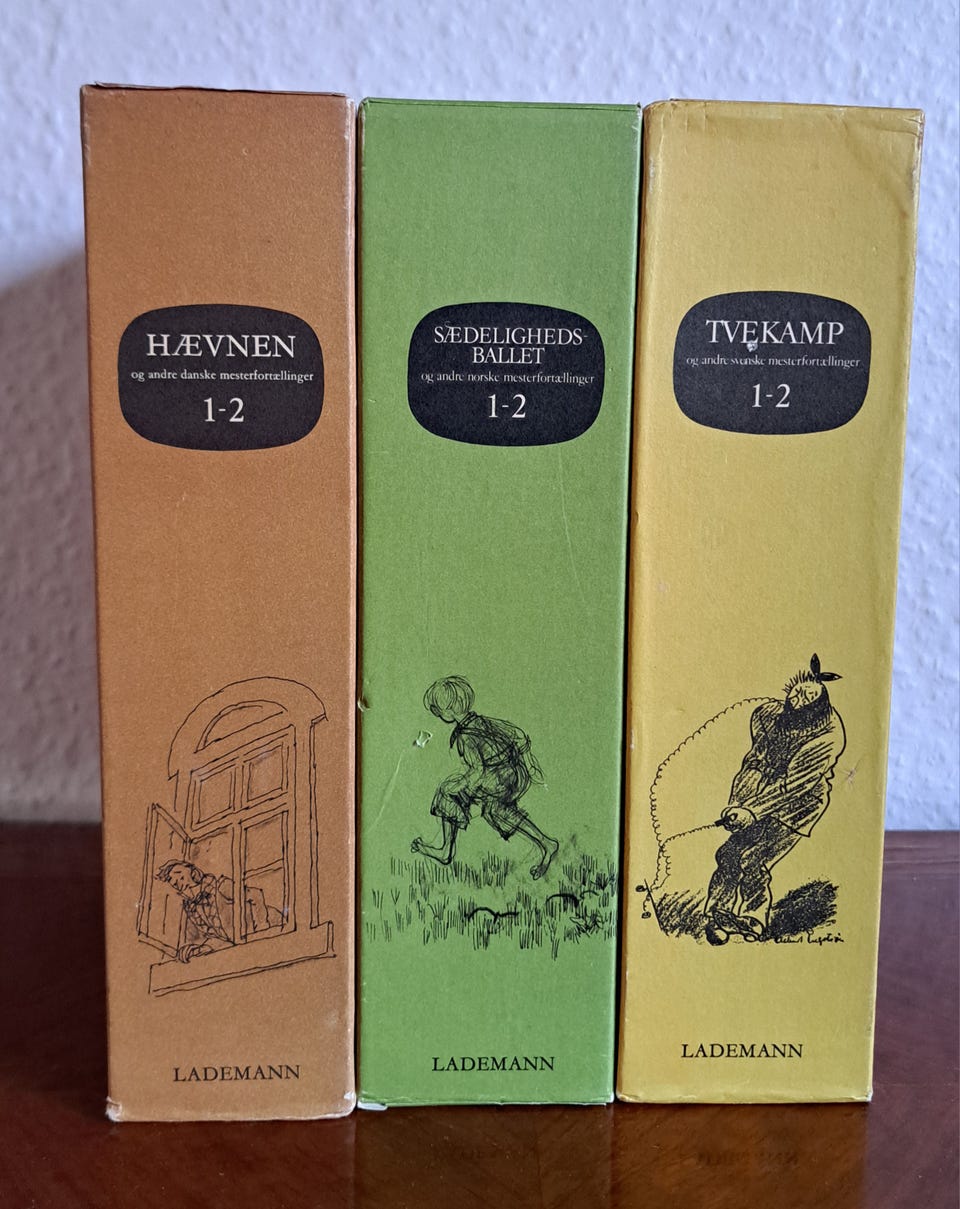 HÆVNEN
og andre danske mesterfortællinger
1-2
LADEMANN
SÆDELIGHEDS-
BALLET
og andre norske mesterfortællinger
1-2
LADEMANN
TVEKAMP
og andre svenske mesterfortællinger
1-2
LADEMANN